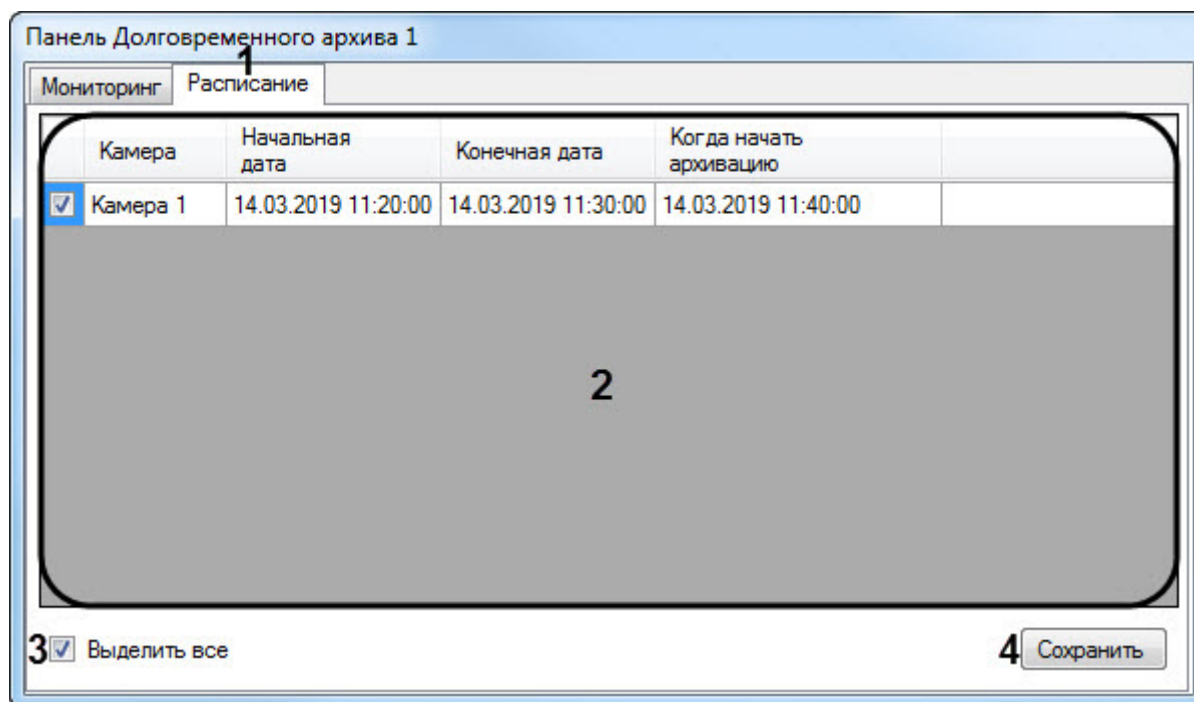 Панель Долговременного архива 1
1
Мониторинг Расписание
Камера Начальная дата Конечная дата Когда начать архивацию
Камера 1 14.03.2019 11:20:00 14.03.2019 11:30:00 14.03.2019 11:40:00
2
3 Выделить все 4 Сохранить